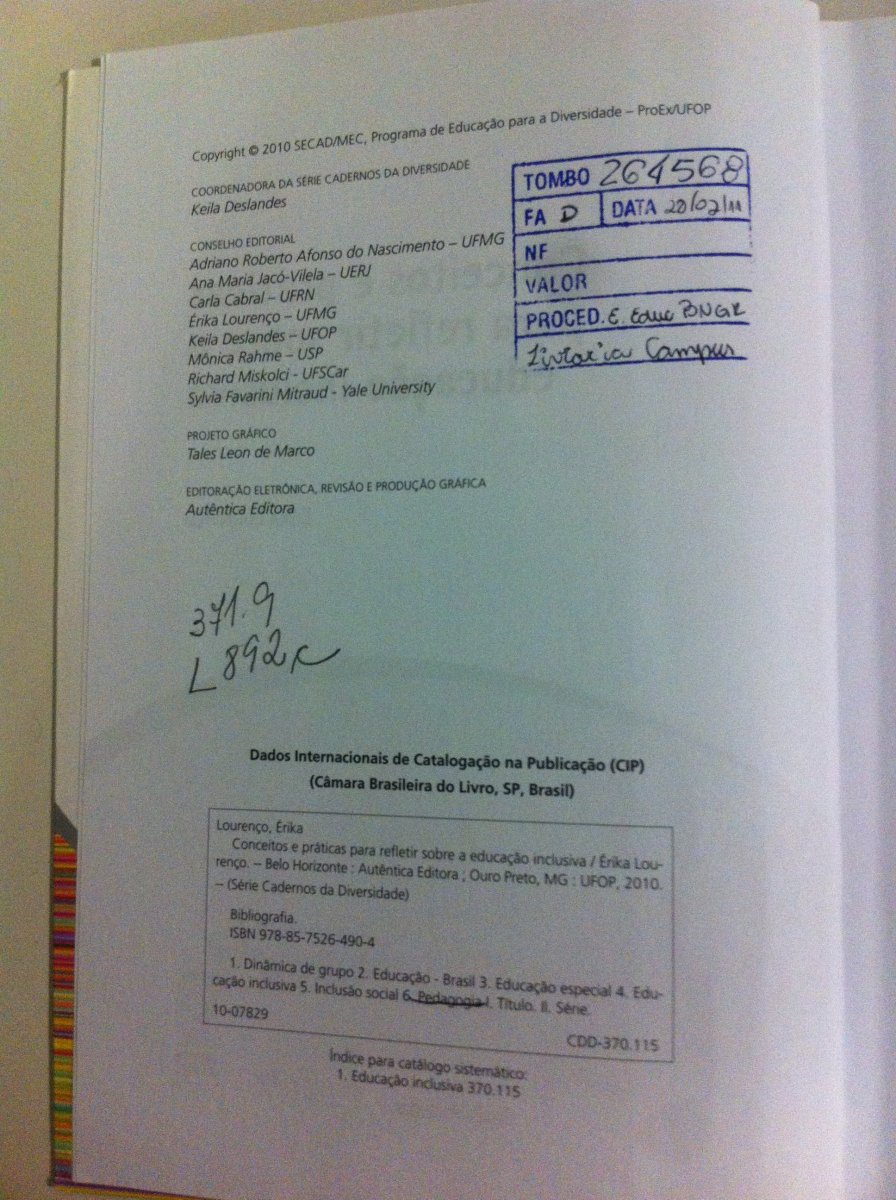 Copyright © 2010 SECAD/MEC, Programa de Educação para a Diversidade – ProEx/UFOP
COORDENADORA DA SÉRIE CADERNOS DA DIVERSIDADE
Keila Deslandes
CONSELHO EDITORIAL
Adriano Roberto Afonso do Nascimento – UFMG
Ana Maria Jacó-Vilela – UERJ
Carla Cabral – UFRN
Érika Lourenço – UFMG
Keila Deslandes – UFOP
Mônica Rahme – USP
Richard Miskolci - UFSCar
Sylvia Favarini Mitraud - Yale University
PROJETO GRÁFICO
Tales Leon de Marco
EDITORAÇÃO ELETRÔNICA, REVISÃO E PRODUÇÃO GRÁFICA
Autêntica Editora
TOMBO 264568
FA D DATA 28/02/11
NF
VALOR
PROCED. E. Educ
Livraria Campus
371.9
L892c
Dados Internacionais de Catalogação na Publicação (CIP)
(Câmara Brasileira do Livro, SP, Brasil)
Lourenço, Érika
Conceitos e práticas para refletir sobre a educação inclusiva / Érika Lou-
renço. – Belo Horizonte : Autêntica Editora ; Ouro Preto, MG : UFOP, 2010.
– (Série Cadernos da Diversidade)
Bibliografia.
ISBN 978-85-7526-490-4
1. Dinâmica de grupo 2. Educação - Brasil 3. Educação especial 4. Edu-
cação inclusiva 5. Inclusão social 6. Pedagogia I. Título. II. Série.
10-07829
CDD-370.115
Índice para catálogo sistemático:
1. Educação inclusiva 370.115